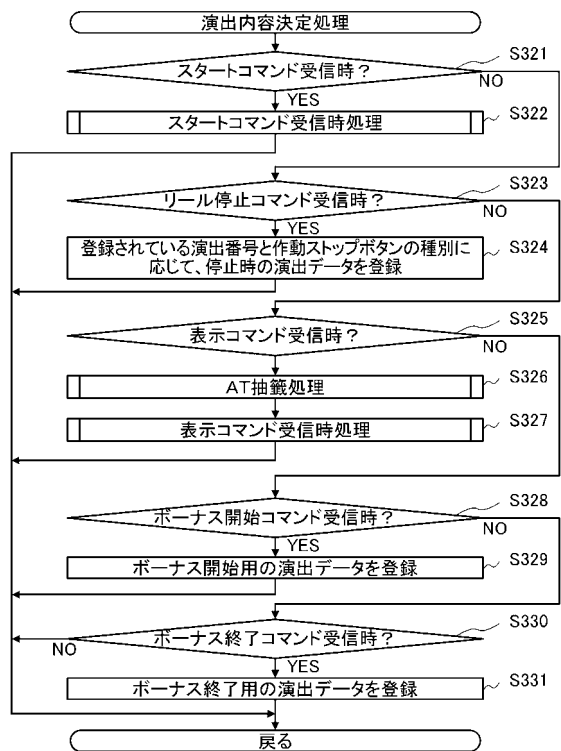 演出内容決定処理
S321
スタートコマンド受信時？
NO
YES
S322
スタートコマンド受信時処理
S323
リール停止コマンド受信時？
NO
YES
S324
登録されている演出番号と作動ストップボタンの種別に
応じて、停止時の演出データを登録
S325
表示コマンド受信時？
NO
YES
S326
AT抽籤処理
S327
表示コマンド受信時処理
S328
ボーナス開始コマンド受信時？
NO
YES
S329
ボーナス開始用の演出データを登録
S330
ボーナス終了コマンド受信時？
NO
YES
S331
ボーナス終了用の演出データを登録
戻る